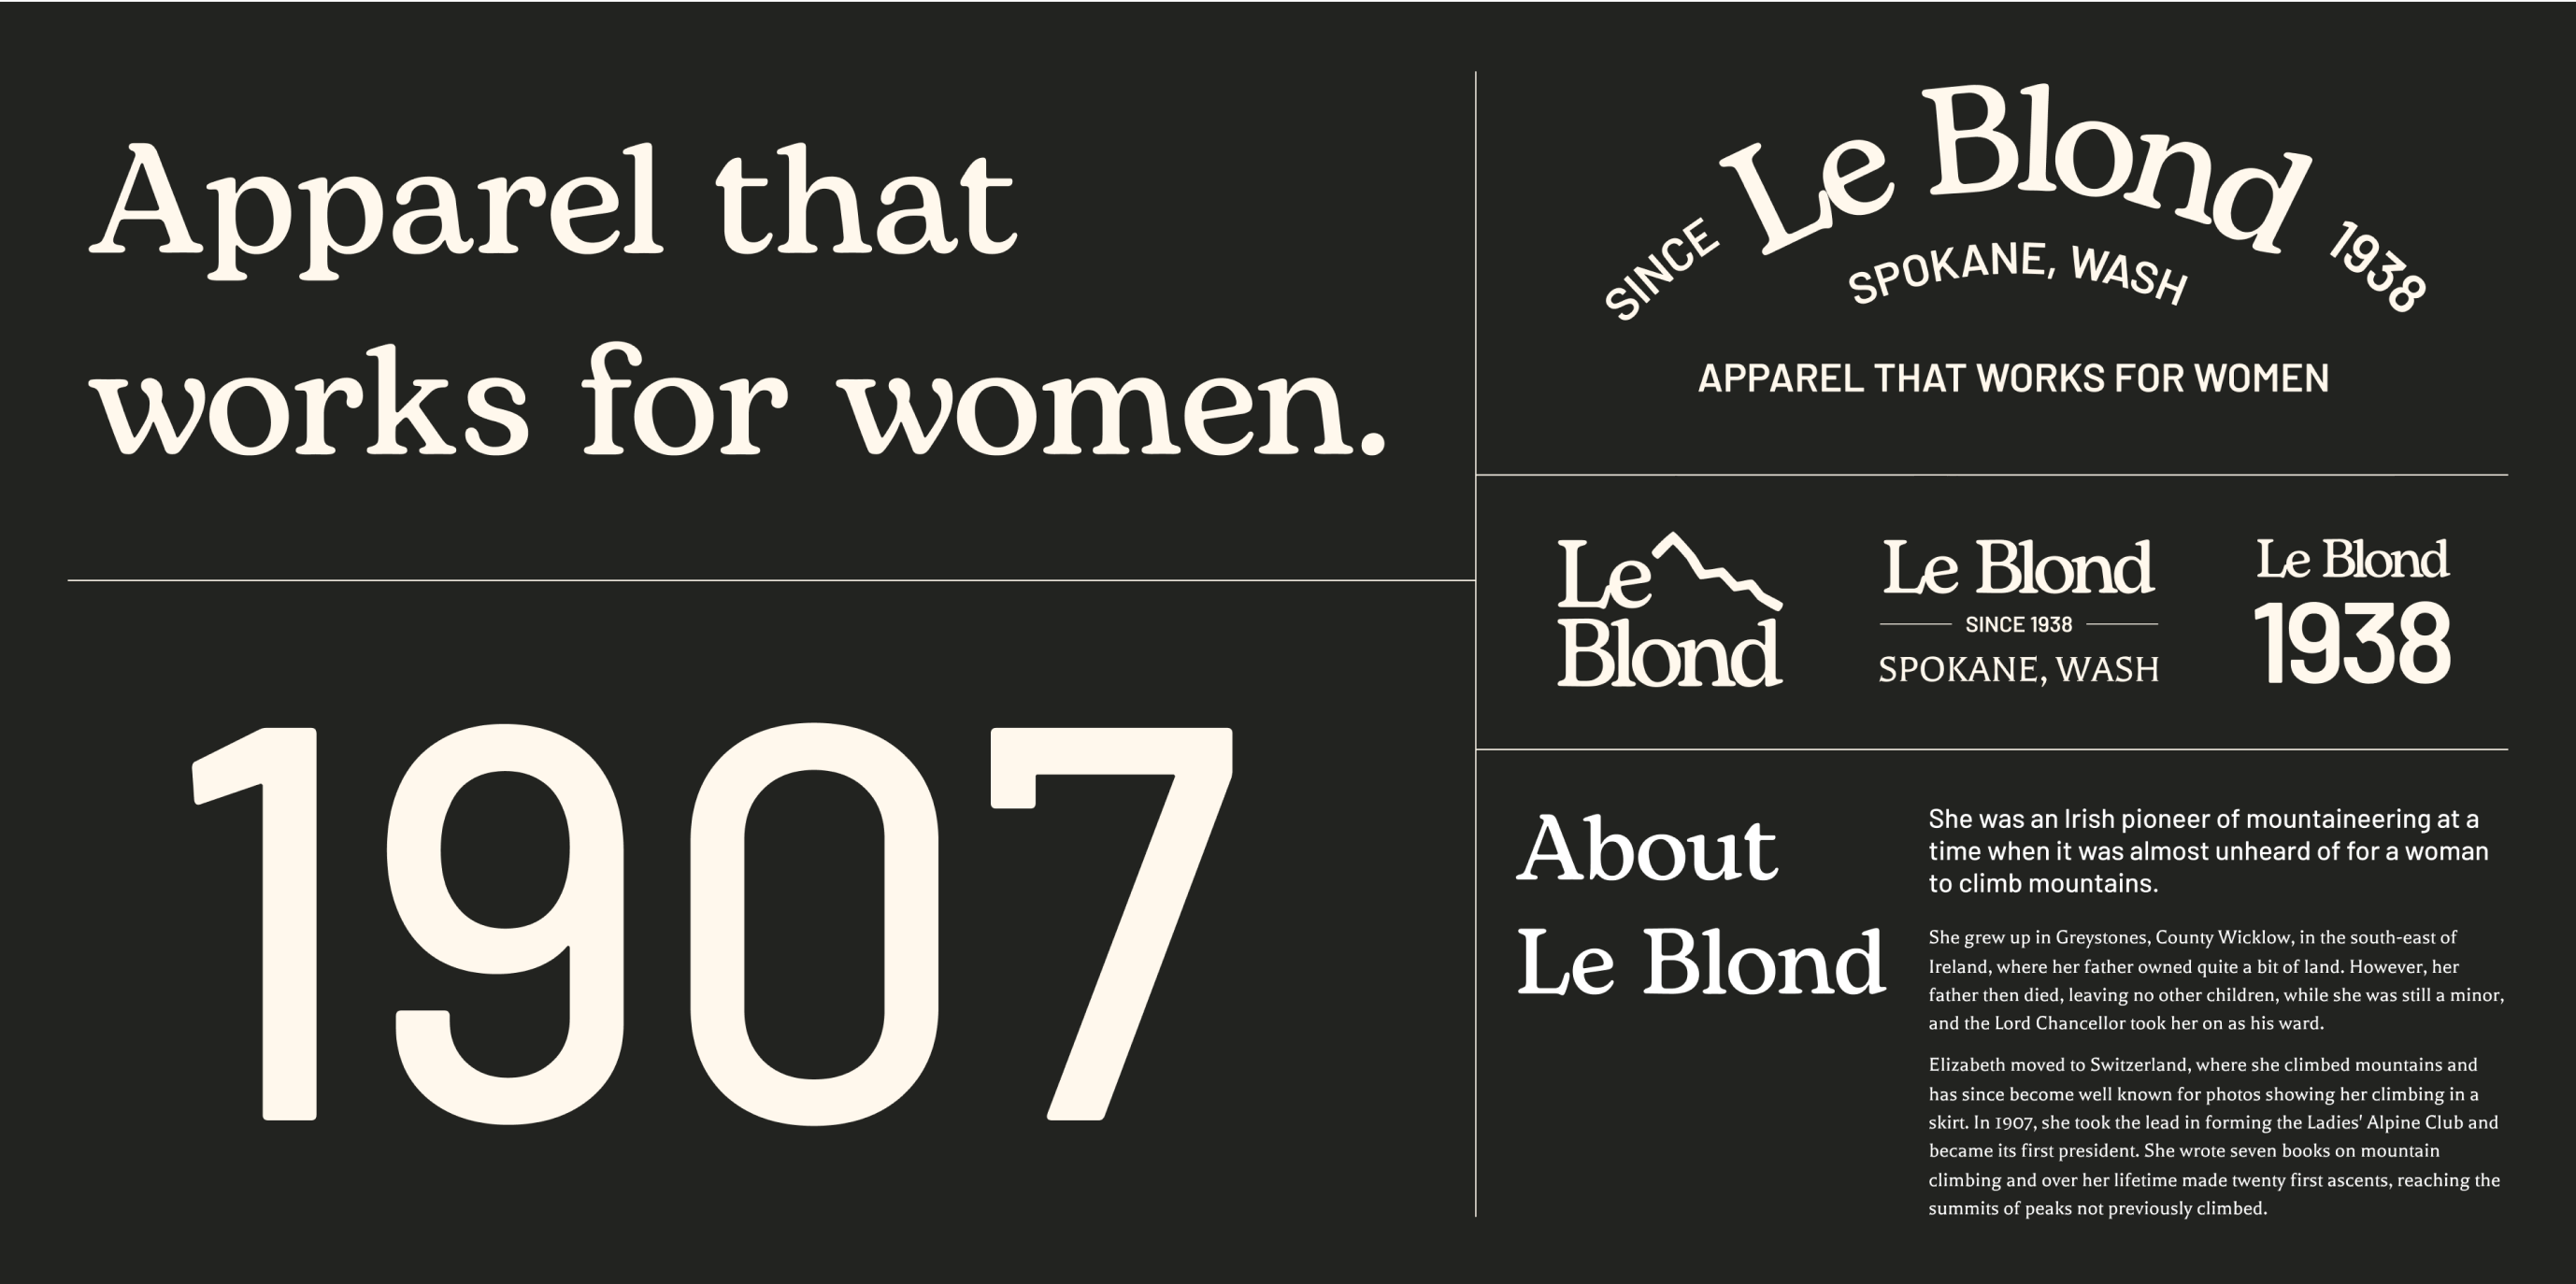 Apparel that
works for women.
1907
Le Blond
SINCE
1938
SPOKANE, WASH
APPAREL THAT WORKS FOR WOMEN
Le
Blond
Le Blond
SINCE 1938
SPOKANE, WASH
Le Blond
1938
About
Le Blond
She was an Irish pioneer of mountaineering at a
time when it was almost unheard of for a woman
to climb mountains.
She grew up in Greystones, County Wicklow, in the south-east of
Ireland, where her father owned quite a bit of land. However, her
father then died, leaving no other children, while she was still a minor,
and the Lord Chancellor took her on as his ward.
Elizabeth moved to Switzerland, where she climbed mountains and
has since become well known for photos showing her climbing in a
skirt. In 1907, she took the lead in forming the Ladies' Alpine Club and
became its first president. She wrote seven books on mountain
climbing and over her lifetime made twenty first ascents, reaching the
summits of peaks not previously climbed.